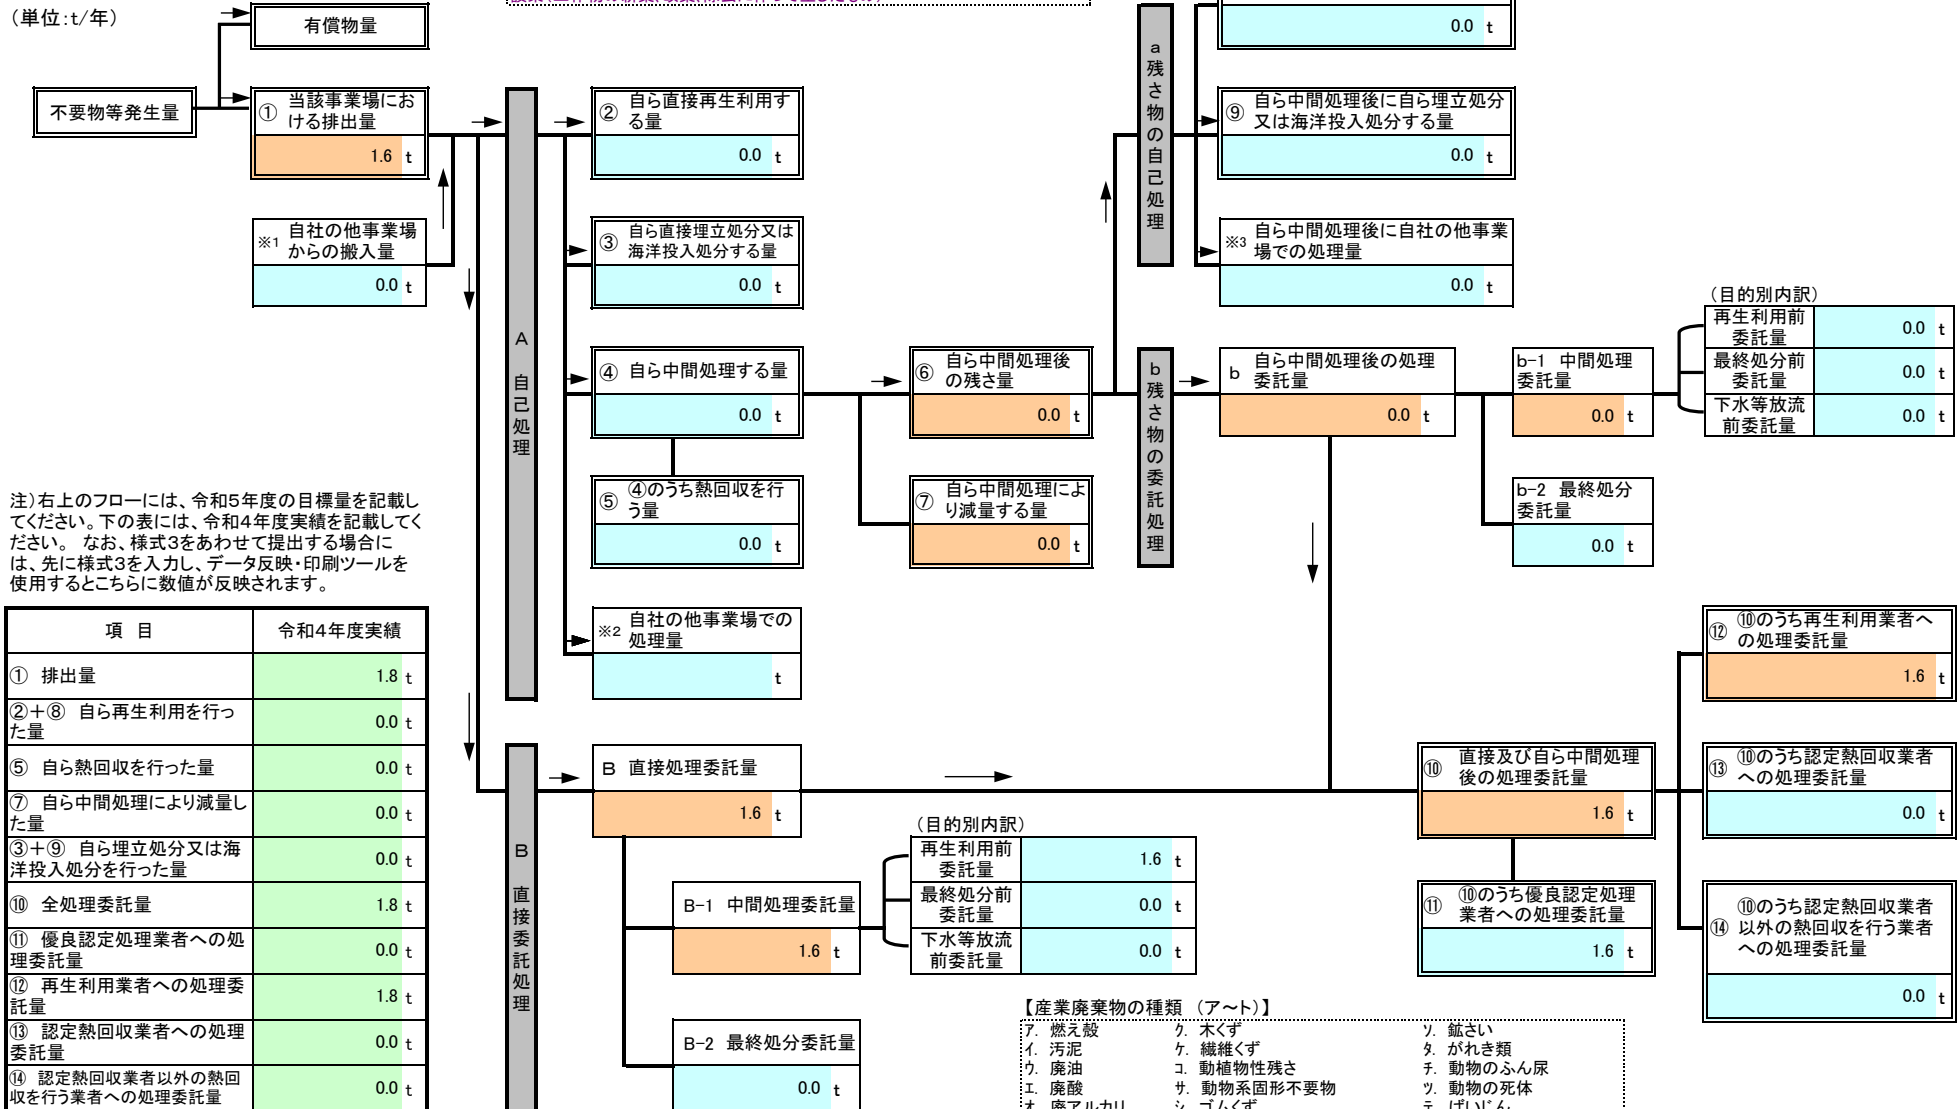 （単位：t/年）
有償物量
不要物等発生量
① 当該事業場にお
ける排出量
1.6 t
※1 自社の他事業場
からの搬入量
0.0 t
A 自己処理
② 自ら直接再生利用す
る量
0.0 t
③ 自ら直接埋立処分又は
海洋投入処分する量
0.0 t
④ 自ら中間処理する量
0.0 t
⑤ ④のうち熱回収を行
う量
0.0 t
※2 自社の他事業場での
処理量
t
⑥ 自ら中間処理後
の残さ量
0.0 t
⑦ 自ら中間処理によ
り減量する量
0.0 t
a 残さ物の自己処理
0.0 t
⑨ 自ら中間処理後に自ら埋立処分
又は海洋投入処分する量
0.0 t
※3 自ら中間処理後に自社の他事業
場での処理量
0.0 t
b 残さ物の委託処理
b 自ら中間処理後の処理
委託量
0.0 t
b-1 中間処理
委託量
0.0 t
b-2 最終処分
委託量
0.0 t
（目的別内訳）
再生利用前
委託量
0.0 t
最終処分前
委託量
0.0 t
下水等放流
前委託量
0.0 t
注）右上のフローには、令和５年度の目標量を記載し
てください。下の表には、令和４年度実績を記載してく
ださい。 なお、様式３をあわせて提出する場合に
は、先に様式３を入力し、データ反映・印刷ツールを
使用するとこちらに数値が反映されます。
項 目 令和４年度実績
① 排出量 1.8 t
②＋⑧ 自ら再生利用を行っ
た量 0.0 t
⑤ 自ら熱回収を行った量 0.0 t
⑦ 自ら中間処理により減量し
た量 0.0 t
③＋⑨ 自ら埋立処分又は海
洋投入処分を行った量 0.0 t
⑩ 全処理委託量 1.8 t
⑪ 優良認定処理業者への処
理委託量 0.0 t
⑫ 再生利用業者への処理委
託量 1.8 t
⑬ 認定熱回収業者への処理
委託量 0.0 t
⑭ 認定熱回収業者以外の熱回
収を行う業者への処理委託量 0.0 t
B 直接委託処理
B 直接処理委託量
1.6 t
B-1 中間処理委託量
1.6 t
B-2 最終処分委託量
0.0 t
（目的別内訳）
再生利用前
委託量
1.6 t
最終処分前
委託量
0.0 t
下水等放流
前委託量
0.0 t
⑩ 直接及び自ら中間処理
後の処理委託量
1.6 t
⑪ ⑩のうち優良認定処理
業者への処理委託量
1.6 t
⑫ ⑩のうち再生利用業者へ
の処理委託量
1.6 t
⑬ ⑩のうち認定熱回収業者
への処理委託量
0.0 t
⑭ ⑩のうち認定熱回収業者
以外の熱回収を行う業者
への処理委託量
0.0 t
【産業廃棄物の種類 （ア～ト）】
ア. 燃え殻 ク. 木くず ソ. 鉱さい
イ. 汚泥 ケ. 繊維くず タ. がれき類
ウ. 廃油 コ. 動植物性残さ チ. 動物のふん尿
エ. 廃酸 サ. 動物系固形不要物 ツ. 動物の死体
オ. 廃アルカリ シ. ゴムくず テ. ばいじん